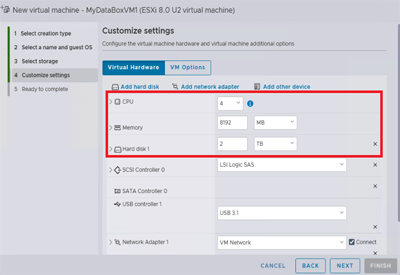 New virtual machine - MyDataBoxVM1 (ESXi 8.0 U2 virtual machine)
1 Select creation type
2 Select a name and guest OS
3 Select storage
4 Customize settings
5 Ready to complete
Customize settings
Configure the virtual machine hardware and virtual machine additional options
Virtual Hardware
VM Options
Add hard disk
Add network adapter
Add other device
CPU
4
Memory
8192
MB
Hard disk 1
2
TB
SCSI Controller 0
LSI Logic SAS
SATA Controller 0
USB controller 1
USB 3.1
Network Adapter 1
VM Network
Connect
CANCEL
BACK
NEXT
FINISH